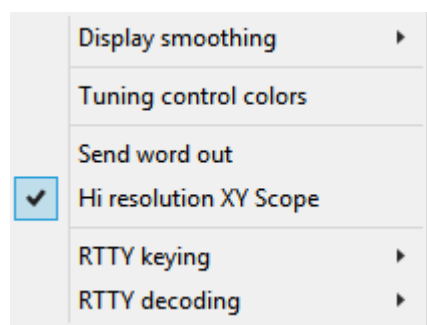 Display smoothing
Tuning control colors
Send word out
Hi resolution XY Scope
RTTY keying
RTTY decoding